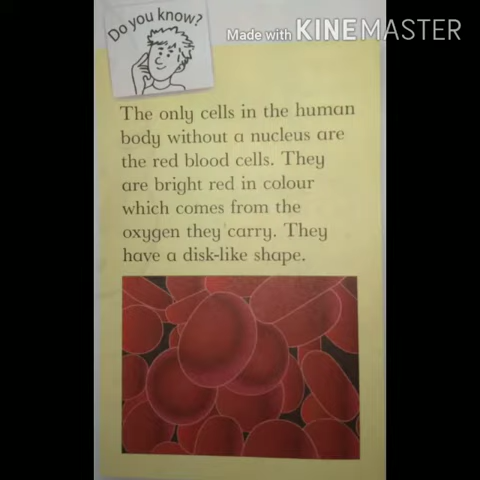 Do you know?
Made with KINEMASTER
The only cells in the human
body without a nucleus are
the red blood cells. They
are bright red in colour
which comes from the
oxygen they carry. They
have a disk-like shape.